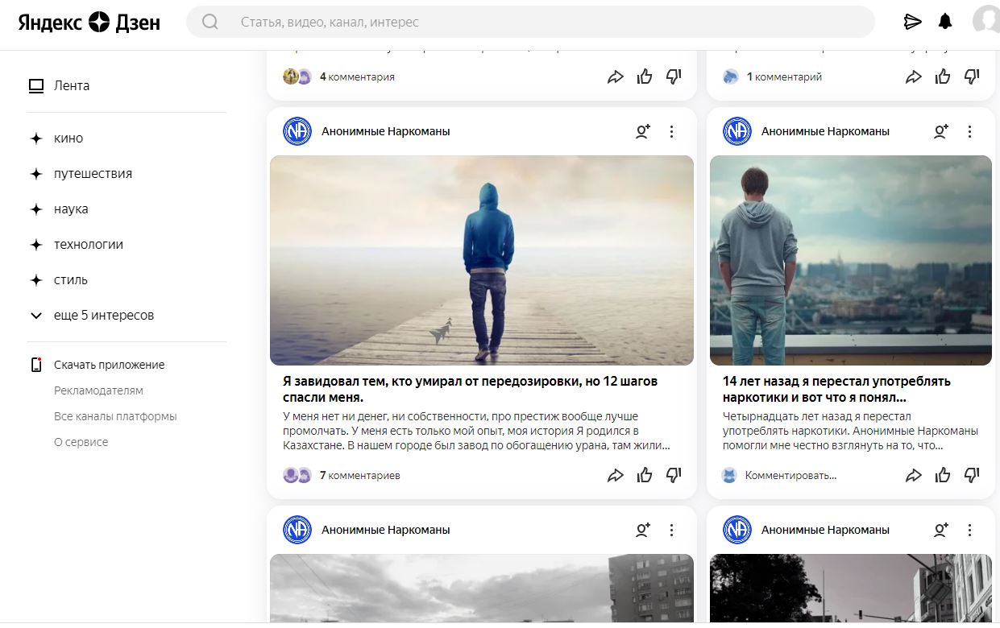 Яндекс Дзен
Статья, видео, канал, интерес
Лента
кино
путешествия
наука
технологии
стиль
еще 5 интересов
Скачать приложение
Рекламодателям
Все каналы платформы
О сервисе
4 комментария
1 комментарий
NA
Анонимные Наркоманы
Я завидовал тем, кто умирал от передозировки, но 12 шагов
спасли меня.
У меня нет ни денег, ни собственности, про престиж вообще лучше
промолчать. У меня есть только мой опыт, моя история Я родился в
Казахстане. В нашем городе был завод по обогащению урана, там жили...
7 комментариев
NA
Анонимные Наркоманы
14 лет назад я перестал употреблять
наркотики и вот что я понял...
Четырнадцать лет назад я перестал
употреблять наркотики. Анонимные Наркоманы
помогли мне честно взглянуть на то, что...
Комментировать...
NA
Анонимные Наркоманы
NA
Анонимные Наркоманы